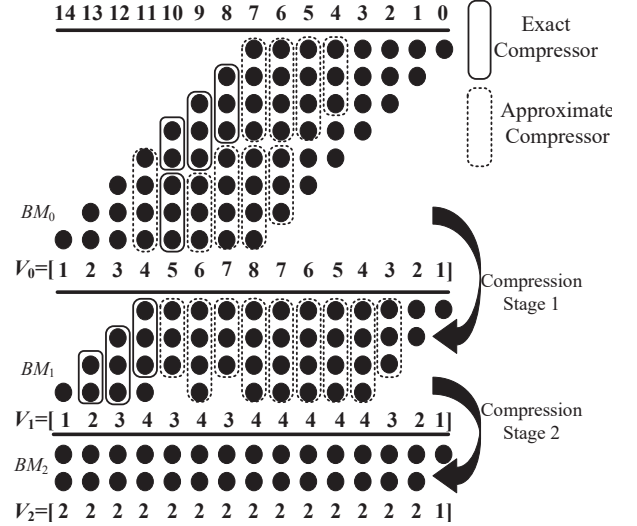 14 13 12 11 10 9 8 7 6 5 4 3 2 1 0
Exact
Compressor
Approximate
Compressor
BM0
V0=[ 1 2 3 4 5 6 7 8 7 6 5 4 3 2 1]
Compression
Stage 1
BM1
V1=[ 1 2 3 4 3 4 3 4 4 4 4 4 3 2 1]
Compression
Stage 2
BM2
V2=[ 2 2 2 2 2 2 2 2 2 2 2 2 2 2 1]